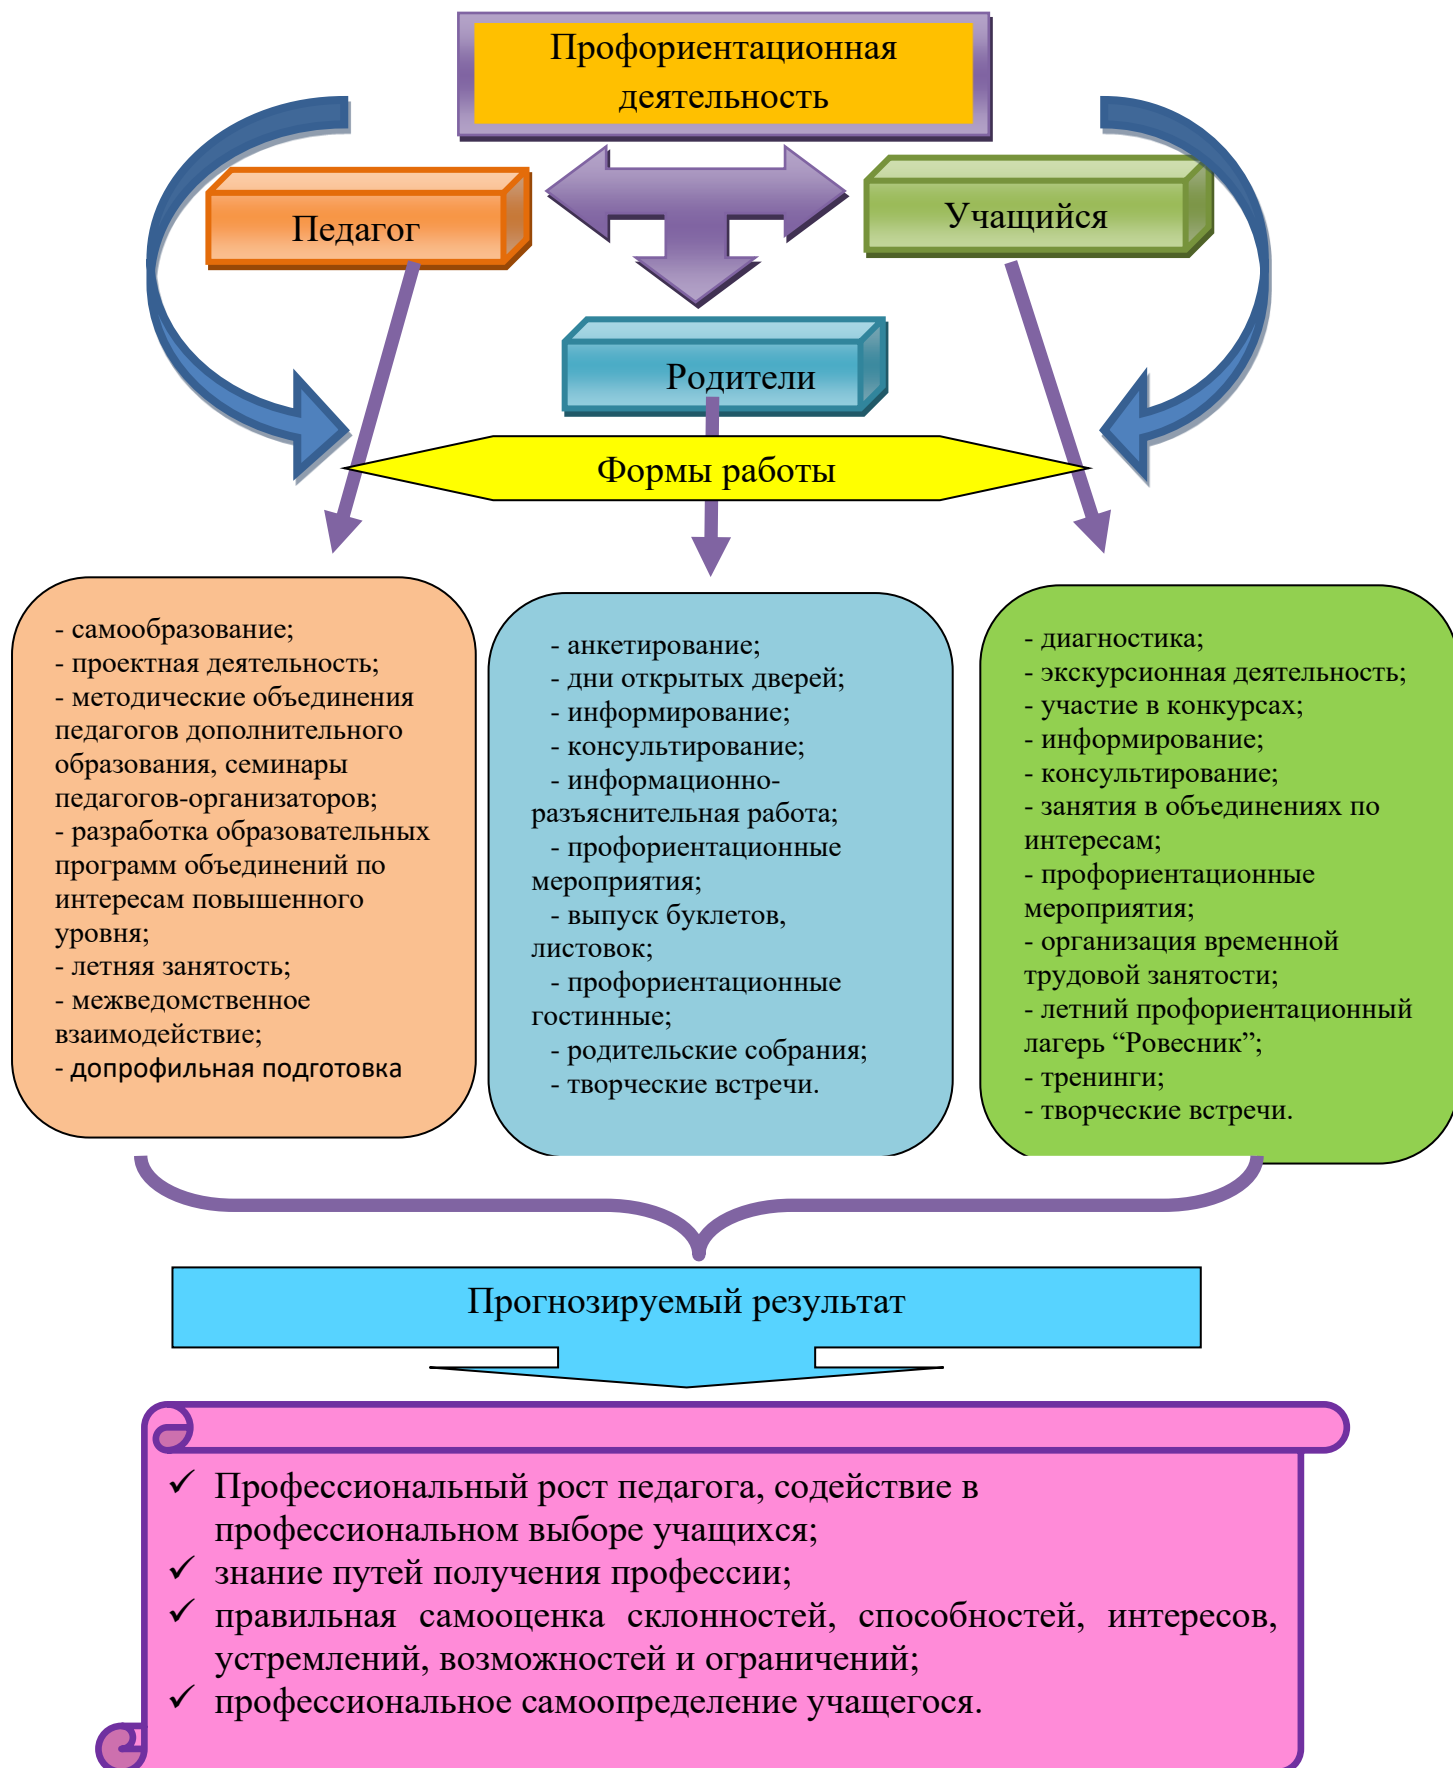 Профориентационная
деятельность
Педагог
Учащийся
Родители
Формы работы
- самообразование;
- проектная деятельность;
- методические объединения
педагогов дополнительного
образования, семинары
педагогов-организаторов;
- разработка образовательных
программ объединений по
интересам повышенного
уровня;
- летняя занятость;
- межведомственное
взаимодействие;
- допрофильная подготовка
- анкетирование;
- дни открытых дверей;
- информирование;
- консультирование;
- информационно-
разъяснительная работа;
- профориентационные
мероприятия;
- выпуск буклетов,
листовок;
- профориентационные
гостинные;
- родительские собрания;
- творческие встречи.
- диагностика;
- экскурсионная деятельность;
- участие в конкурсах;
- информирование;
- консультирование;
- занятия в объединениях по
интересам;
- профориентационные
мероприятия;
- организация временной
трудовой занятости;
- летний профориентационный
лагерь “Ровесник”;
- тренинги;
- творческие встречи.
Прогнозируемый результат
✓ Профессиональный рост педагога, содействие в
профессиональном выборе учащихся;
✓ знание путей получения профессии;
✓ правильная самооценка склонностей, способностей, интересов,
устремлений, возможностей и ограничений;
✓ профессиональное самоопределение учащегося.